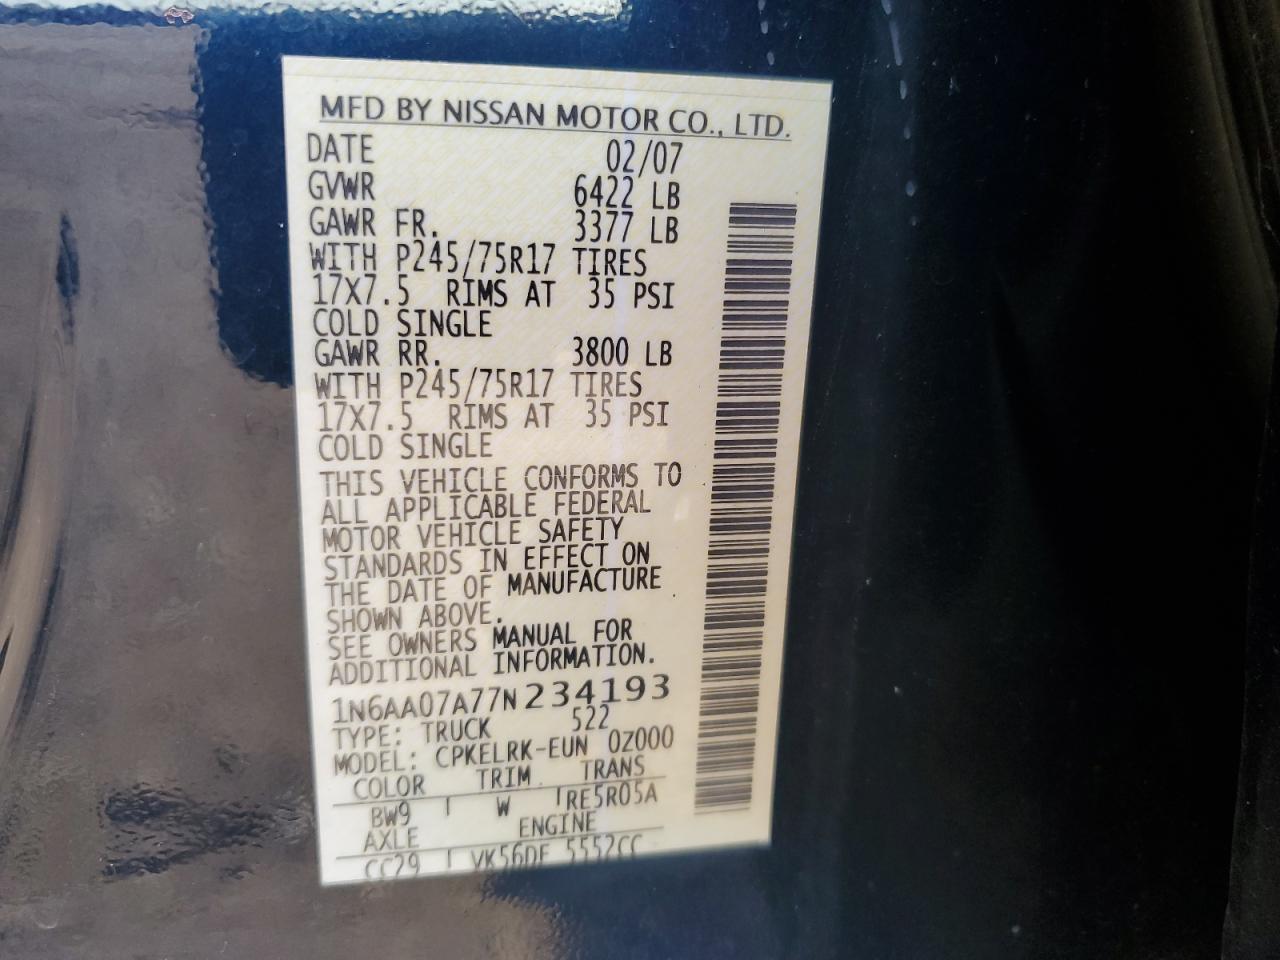 MFD BY NISSAN MOTOR CO., LTD.
DATE 02/07
GVWR 6422 LB
GAWR FR. 3377 LB
WITH P245/75R17 TIRES
17X7.5 RIMS AT 35 PSI
COLD SINGLE
GAWR RR. 3800 LB
WITH P245/75R17 TIRES
17X7.5 RIMS AT 35 PSI
COLD SINGLE
THIS VEHICLE CONFORMS TO
ALL APPLICABLE FEDERAL
MOTOR VEHICLE SAFETY
STANDARDS IN EFFECT ON
THE DATE OF MANUFACTURE
SHOWN ABOVE.
SEE OWNERS MANUAL FOR
ADDITIONAL INFORMATION.
1N6AA07A77N234193
TYPE: TRUCK 522
MODEL: CPKELRK-EUN 0Z000
COLOR TRIM TRANS
BW9 W RE5R05A
AXLE ENGINE
CC29 VK56DE 5552CC